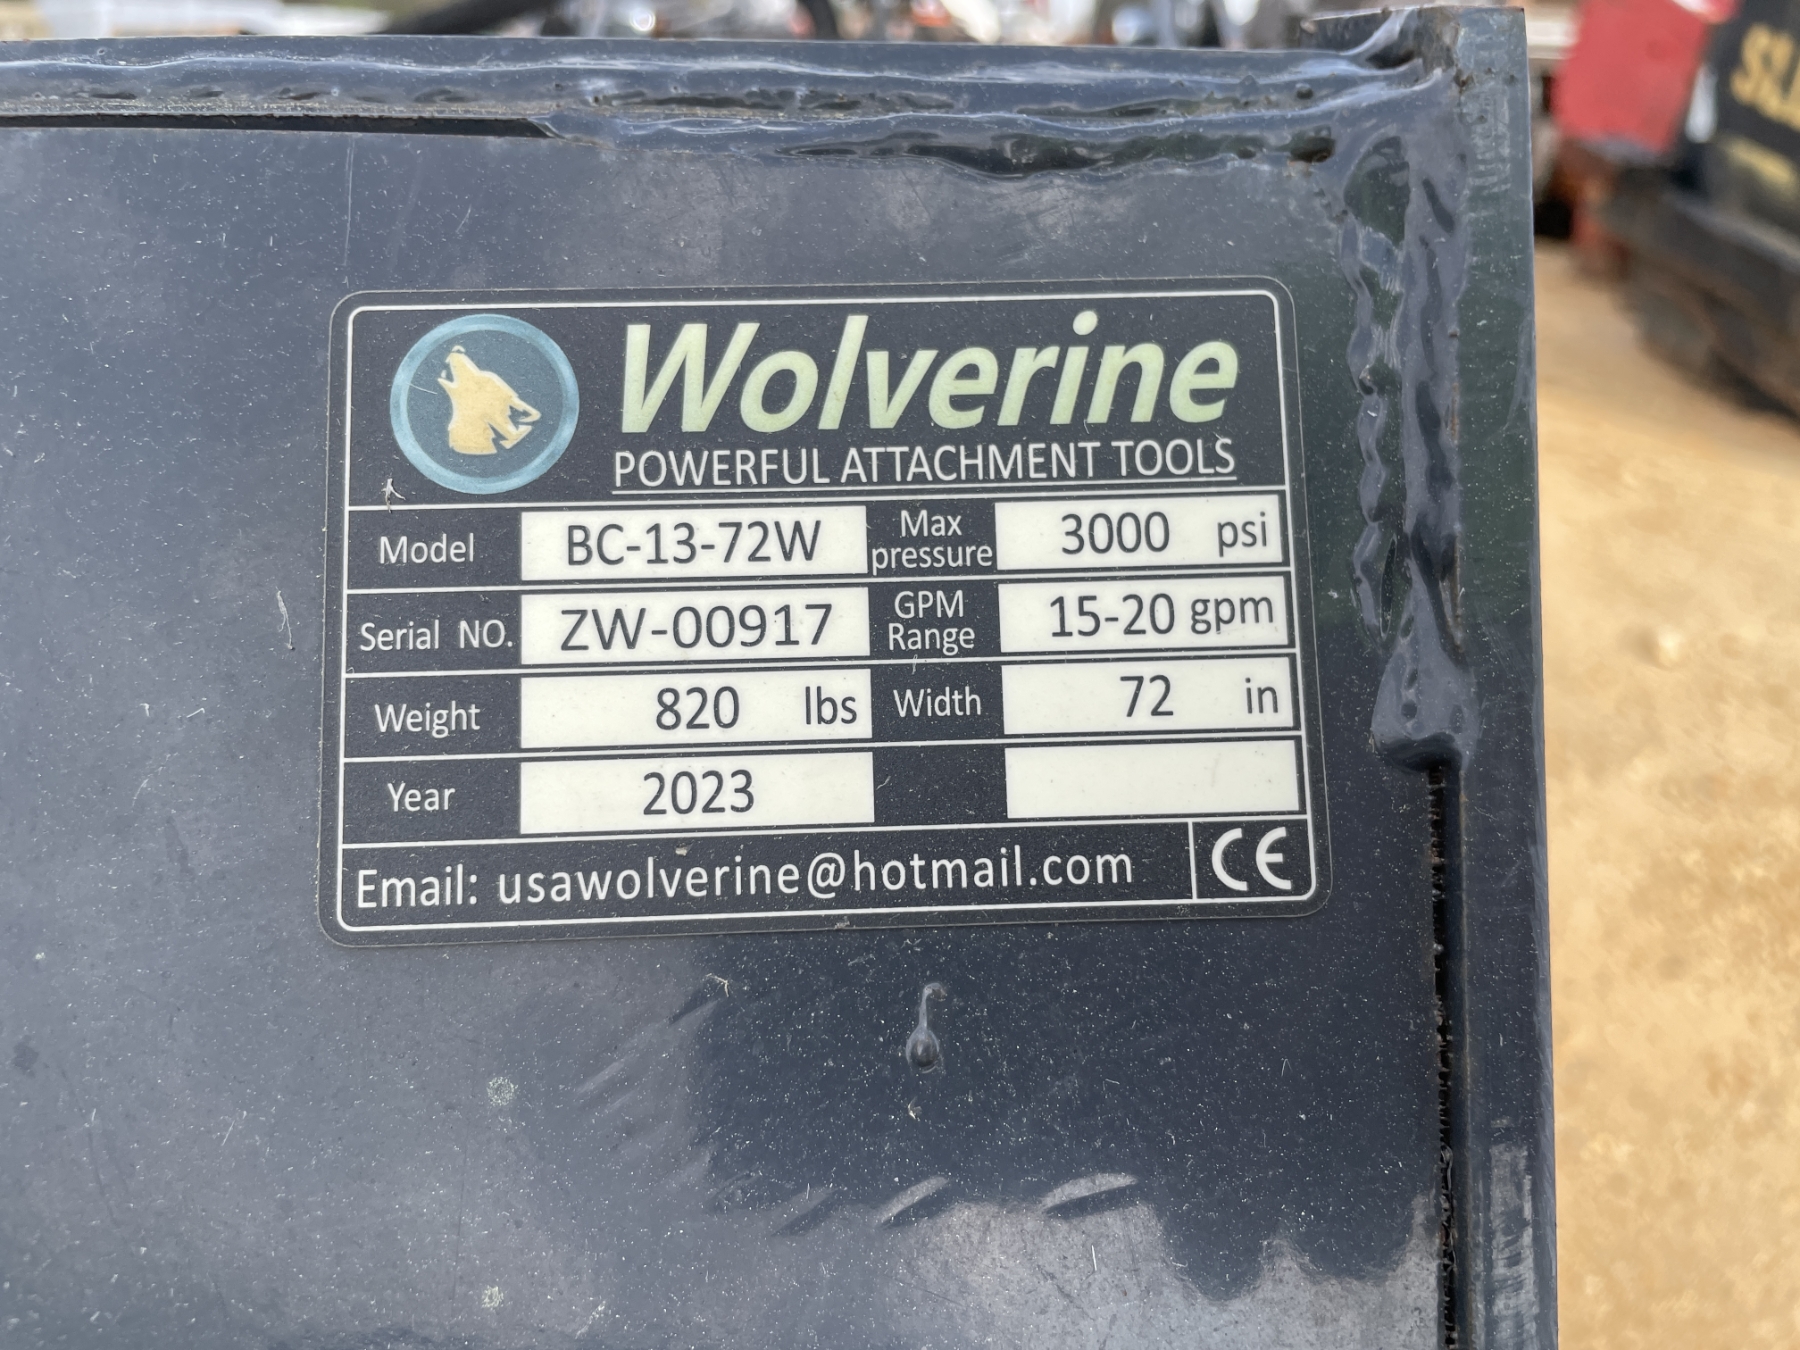 Wolverine
POWERFUL ATTACHMENT TOOLS
Model BC-13-72W Max pressure 3000 psi
Serial NO. ZW-00917 GPM Range 15-20 gpm
Weight 820 lbs Width 72 in
Year 2023
Email: usawolverine@hotmail.com CE